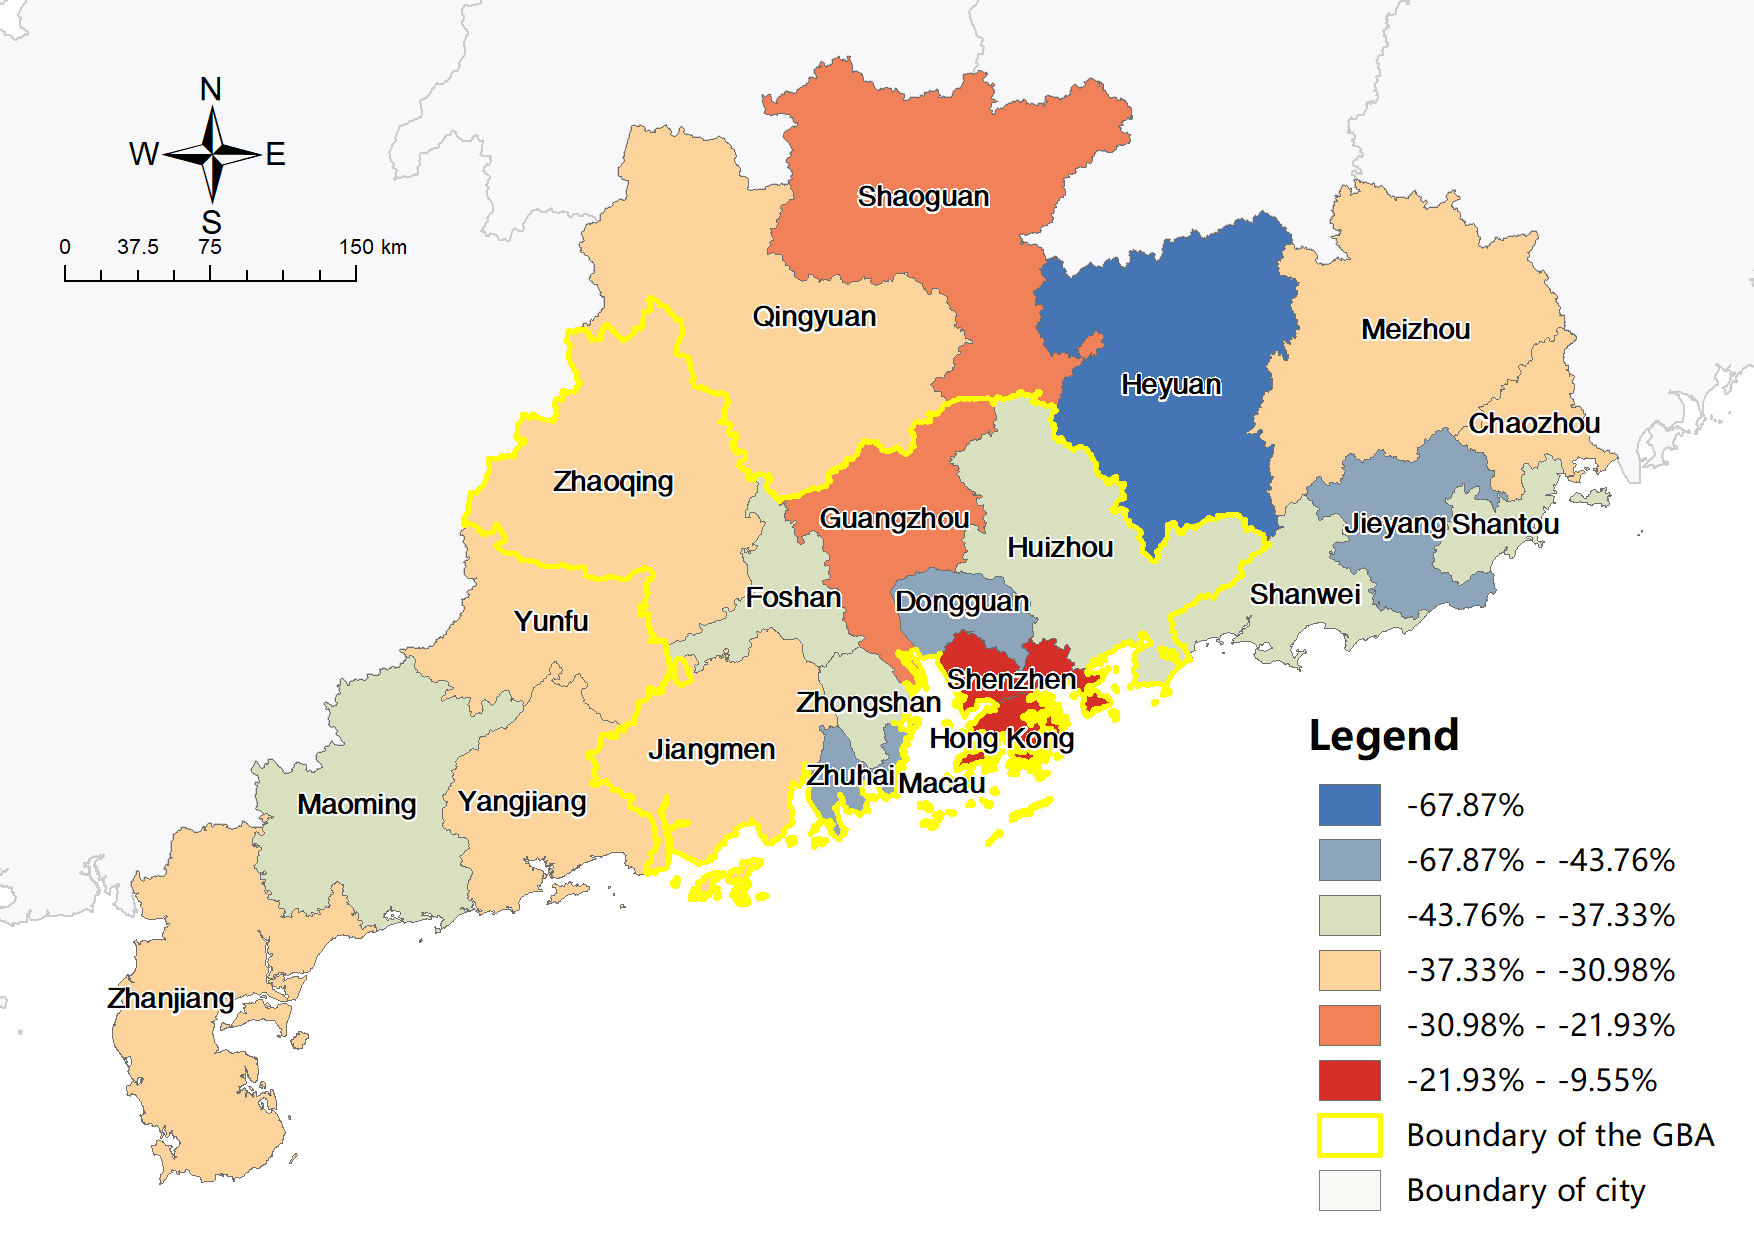 N
W E
S
0 37.5 75 150 km
Shaoguan
Qingyuan
Meizhou
Heyuan
Chaozhou
Zhaoqing
Guangzhou
Jieyang
Shantou
Huizhou
Shanwei
Foshan
Dongguan
Yunfu
Shenzhen
Zhongshan
Hong Kong
Jiangmen
Zhuhai
Macau
Maoming
Yangjiang
Zhanjiang
Legend
-67.87%
-67.87% - -43.76%
-43.76% - -37.33%
-37.33% - -30.98%
-30.98% - -21.93%
-21.93% - -9.55%
Boundary of the GBA
Boundary of city